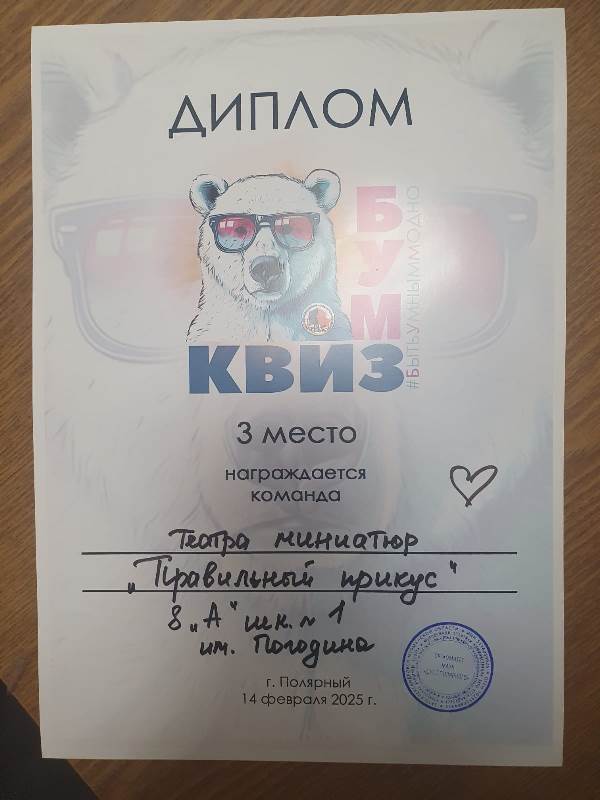 ДИПЛОМ
БУМ
КВИЗ
#БЫТЬУМНЫММОДНО
3 место
награждается
команда
Театра миниатюр
„Правильный прикус"
8 „А" шк. № 1
им. Погодина
г. Полярный
14 февраля 2025 г.